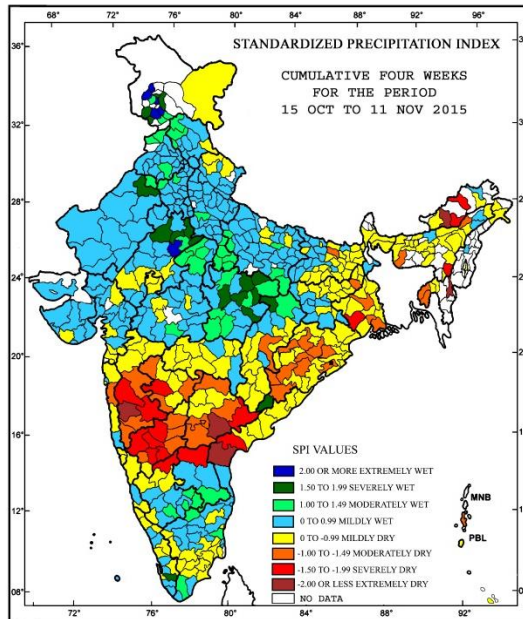 68° 72° 76° 80° 84° 88° 92° 96°
36°
STANDARDIZED PRECIPITATION INDEX
CUMULATIVE FOUR WEEKS
FOR THE PERIOD
15 OCT TO 11 NOV 2015
32°
28°
24°
20°
16°
12°
08°
SPI VALUES
2.00 OR MORE EXTREMELY WET
1.50 TO 1.99 SEVERELY WET
1.00 TO 1.49 MODERATELY WET
0 TO 0.99 MILDLY WET
0 TO -0.99 MILDLY DRY
-1.00 TO -1.49 MODERATELY DRY
-1.50 TO -1.99 SEVERELY DRY
-2.00 OR LESS EXTREMELY DRY
NO DATA
MNB
PBL
72° 76° 80° 84° 88° 92°